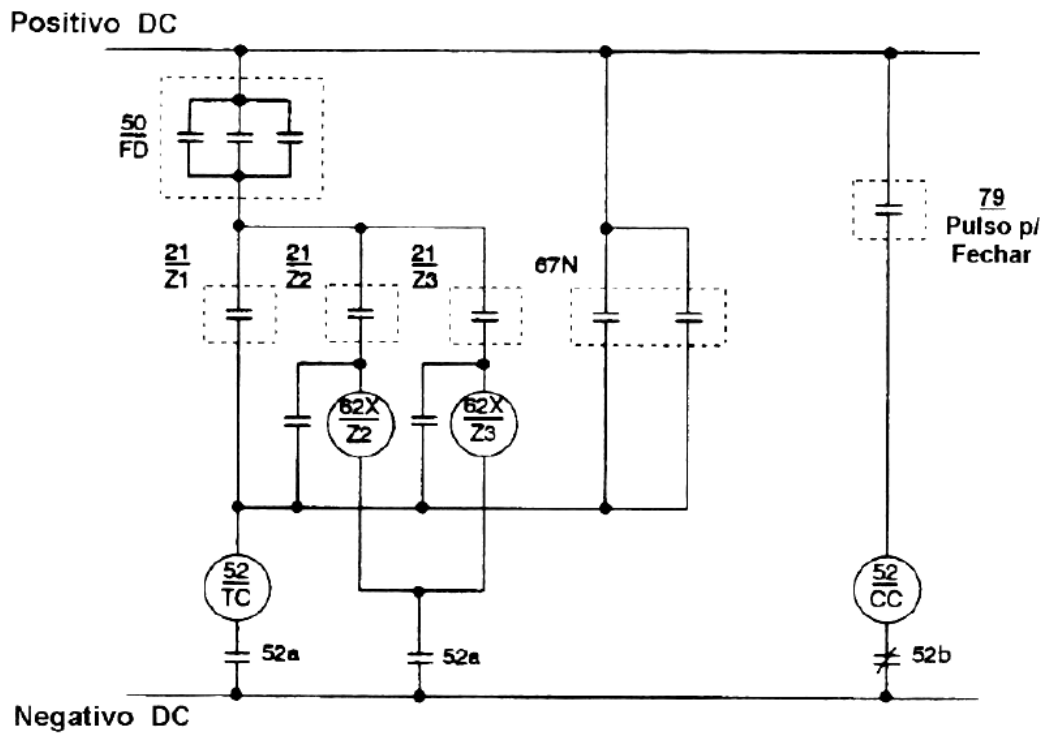 Positivo DC
50
FD
21
Z1
21
Z2
21
Z3
67N
79
Pulso p/
Fechar
62X
Z2
62X
Z3
52
TC
52
CC
52a
52a
52b
Negativo DC